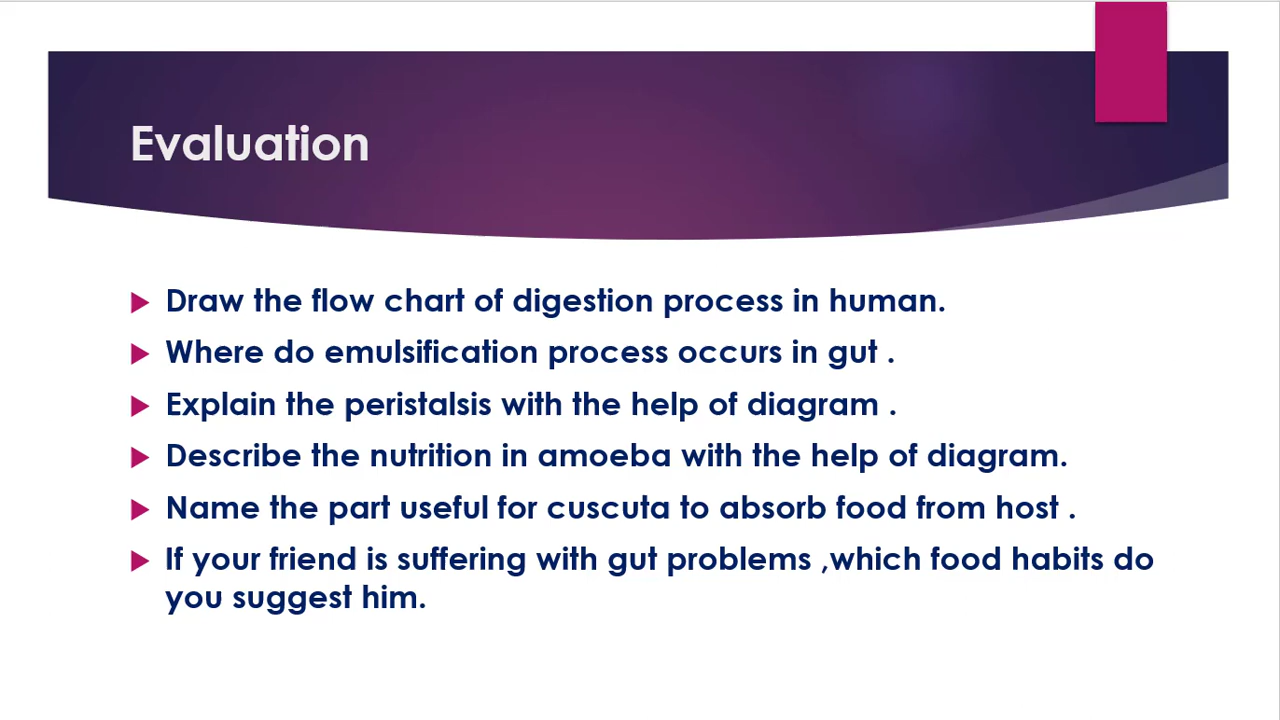 Evaluation
Draw the flow chart of digestion process in human.
Where do emulsification process occurs in gut .
Explain the peristalsis with the help of diagram .
Describe the nutrition in amoeba with the help of diagram.
Name the part useful for cuscuta to absorb food from host .
If your friend is suffering with gut problems ,which food habits do
you suggest him.